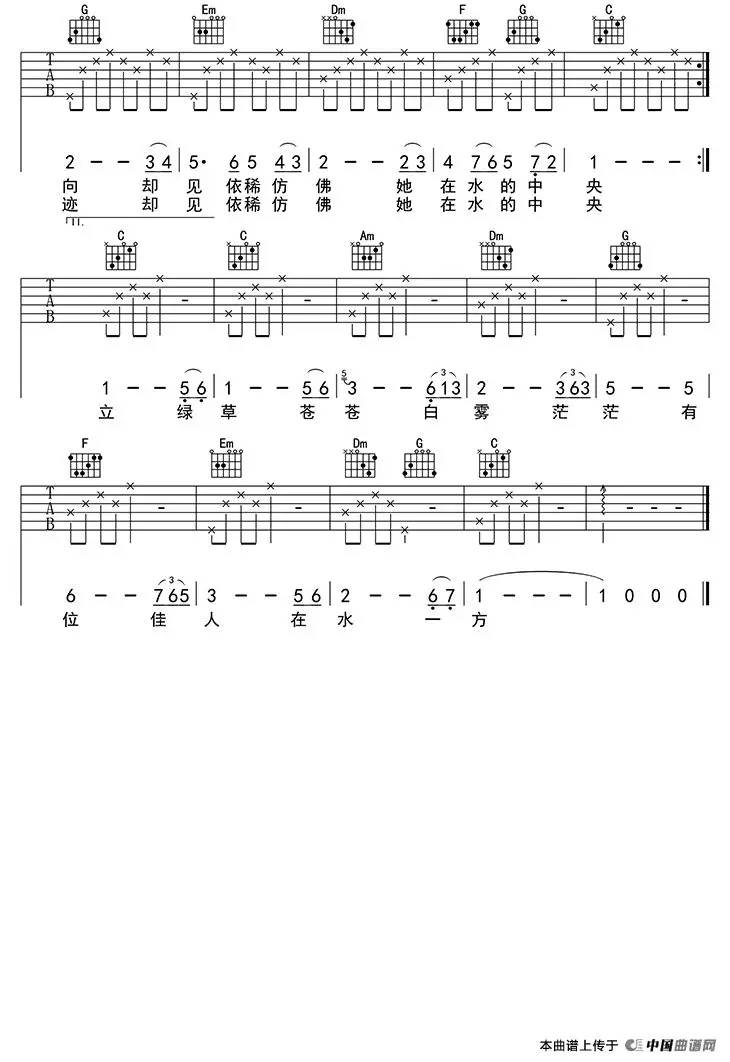 G Em Dm F G C
T A B
2 - - 3 4 5· 6 5 4 3 2 - - 2 3 4 7 6 5 7 2 1 - - -
向 却 见 依 稀 仿 佛 她 在 水 的 中 央
迹 却 见 依 稀 仿 佛 她 在 水 的 中 央
C C Am Dm G
T A B
1 - - 5 6 1 - - 5 6 5 3 - - 3 6 1 3 2 - - 3 3 6 3 5 - - 5
立 绿 草 苍 苍 白 雾 茫 茫 有
F Em Dm G C
T A B
6 - - 3 7 6 5 3 - - 5 6 2 - - 6 7 1 - - - 1 0 0 0
位 佳 人 在 水 一 方
本曲谱上传于 中国曲谱网